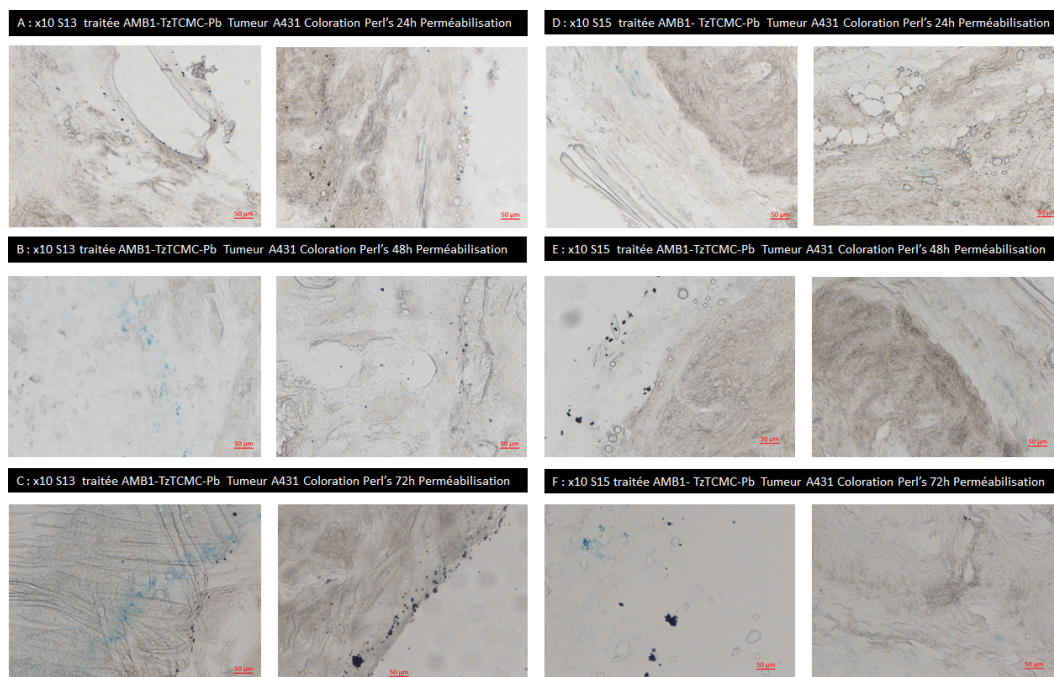 A : x10 S13 traitée AMB1-TzTCMC-Pb Tumeur A431 Coloration Perl’s 24h Perméabilisation
D : x10 S15 traitée AMB1- TzTCMC-Pb Tumeur A431 Coloration Perl’s 24h Perméabilisation
50 µm
50 µm
50 µm
50 µm
B : x10 S13 traitée AMB1-TzTCMC-Pb Tumeur A431 Coloration Perl’s 48h Perméabilisation
E : x10 S15 traitée AMB1-TzTCMC-Pb Tumeur A431 Coloration Perl’s 48h Perméabilisation
50 µm
50 µm
50 µm
50 µm
C : x10 S13 traitée AMB1-TzTCMC-Pb Tumeur A431 Coloration Perl’s 72h Perméabilisation
F : x10 S15 traitée AMB1- TzTCMC-Pb Tumeur A431 Coloration Perl’s 72h Perméabilisation
50 µm
50 µm
50 µm
50 µm